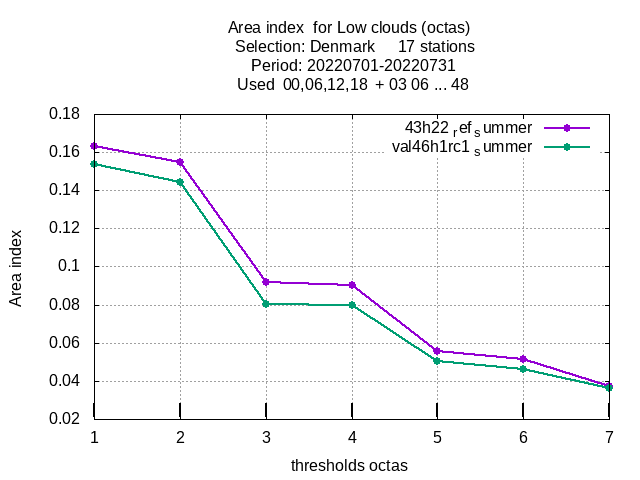 Area index  for Low clouds (octas)
Selection: Denmark     17 stations
Period: 20220701-20220731
Used  00,06,12,18  + 03 06 ... 48
43h22 ref summer
val46h1rc1 summer
0.18
0.16
0.14
0.12
0.1
0.08
0.06
0.04
0.02
Area index
1 2 3 4 5 6 7
thresholds octas